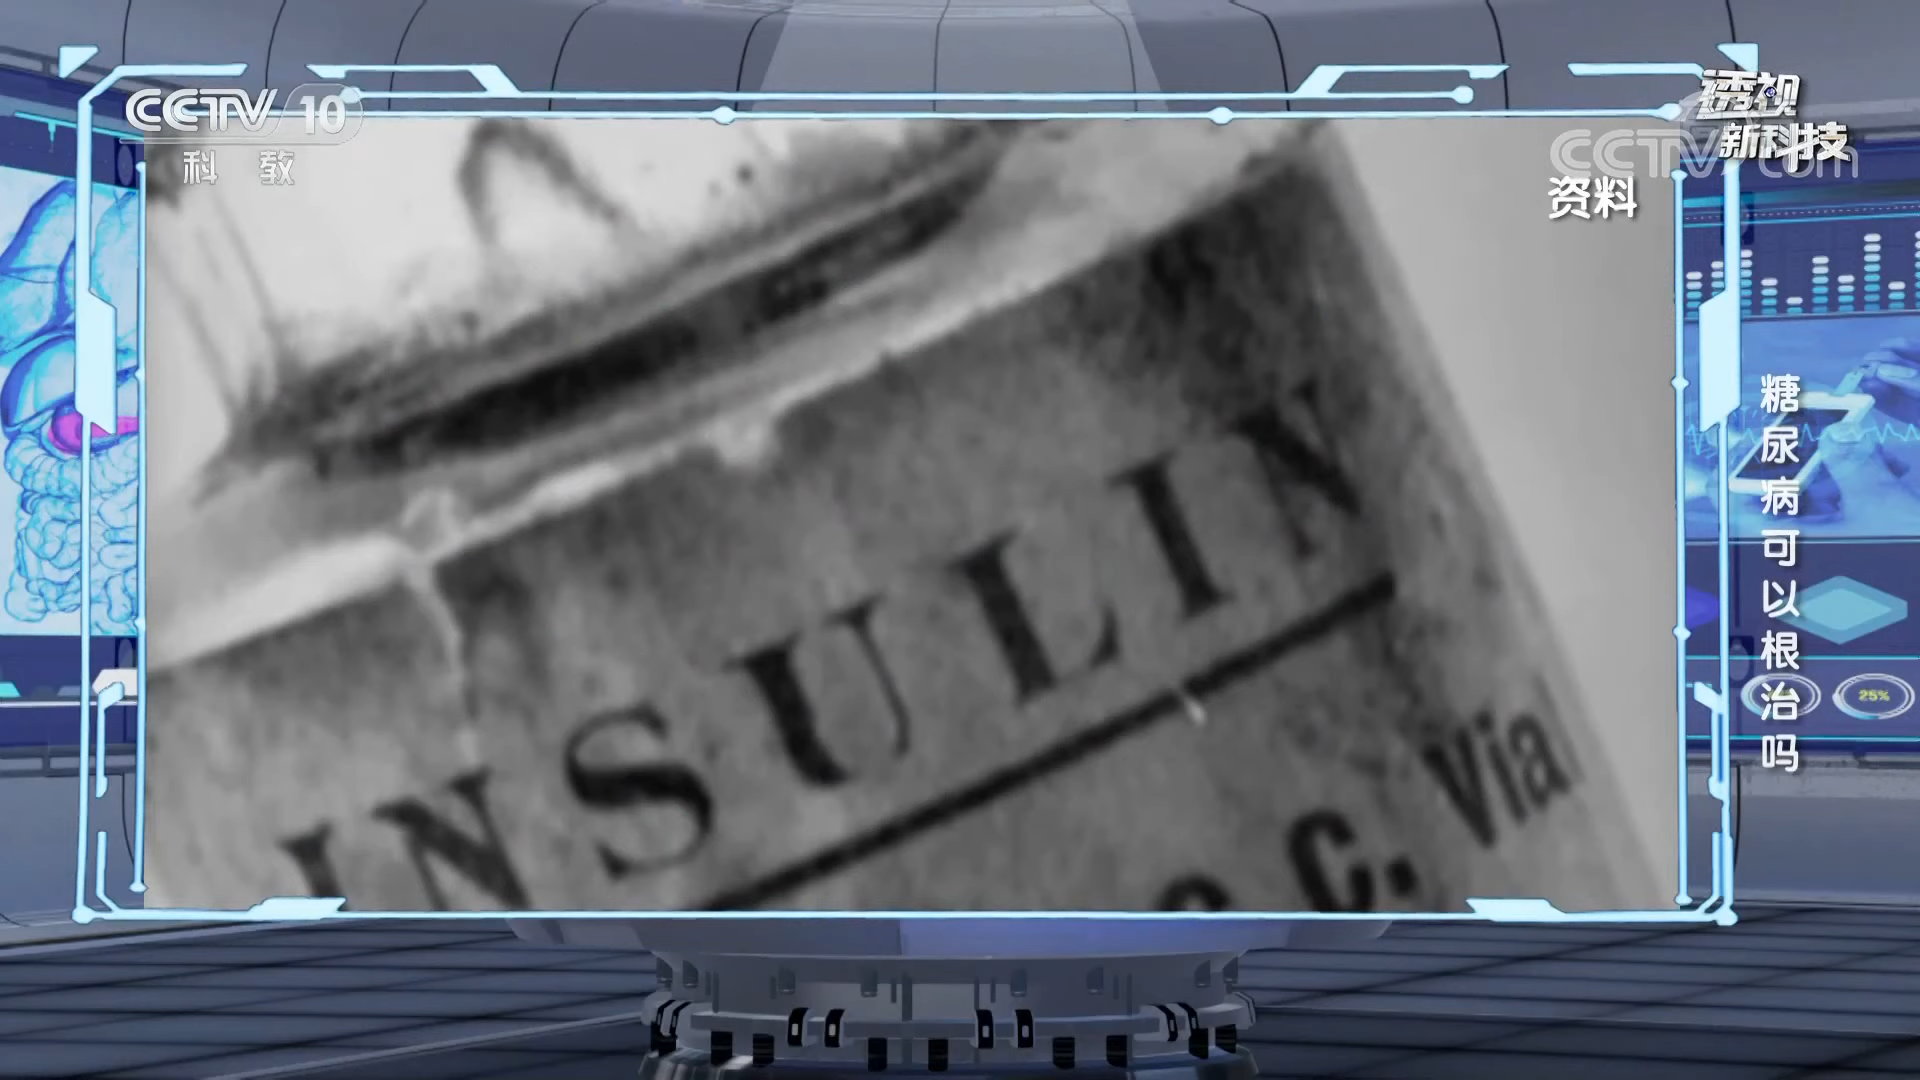 CCTV 10
科 教
透视
新科技
CCTV.com
资料
INSULIN
c. Via
糖尿病可以根治吗
25%